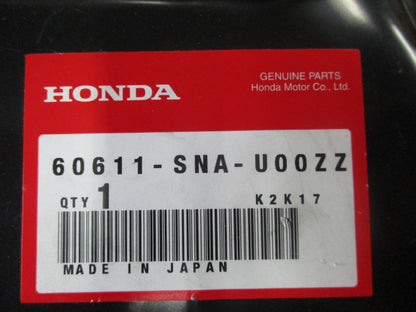 HONDA
GENUINE PARTS
Honda Motor Co., Ltd.
60611-SNA-U00ZZ
QTY 1 K2K17
MADE IN JAPAN